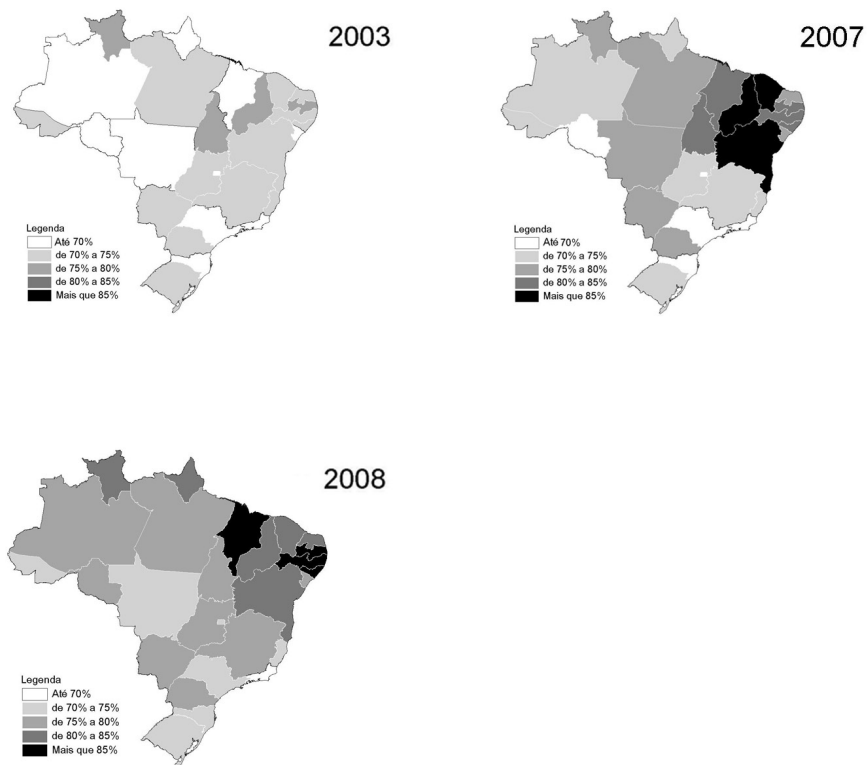 2003
Legenda
Até 70%
de 70% a 75%
de 75% a 80%
de 80% a 85%
Mais que 85%
2007
Legenda
Até 70%
de 70% a 75%
de 75% a 80%
de 80% a 85%
Mais que 85%
2008
Legenda
Até 70%
de 70% a 75%
de 75% a 80%
de 80% a 85%
Mais que 85%